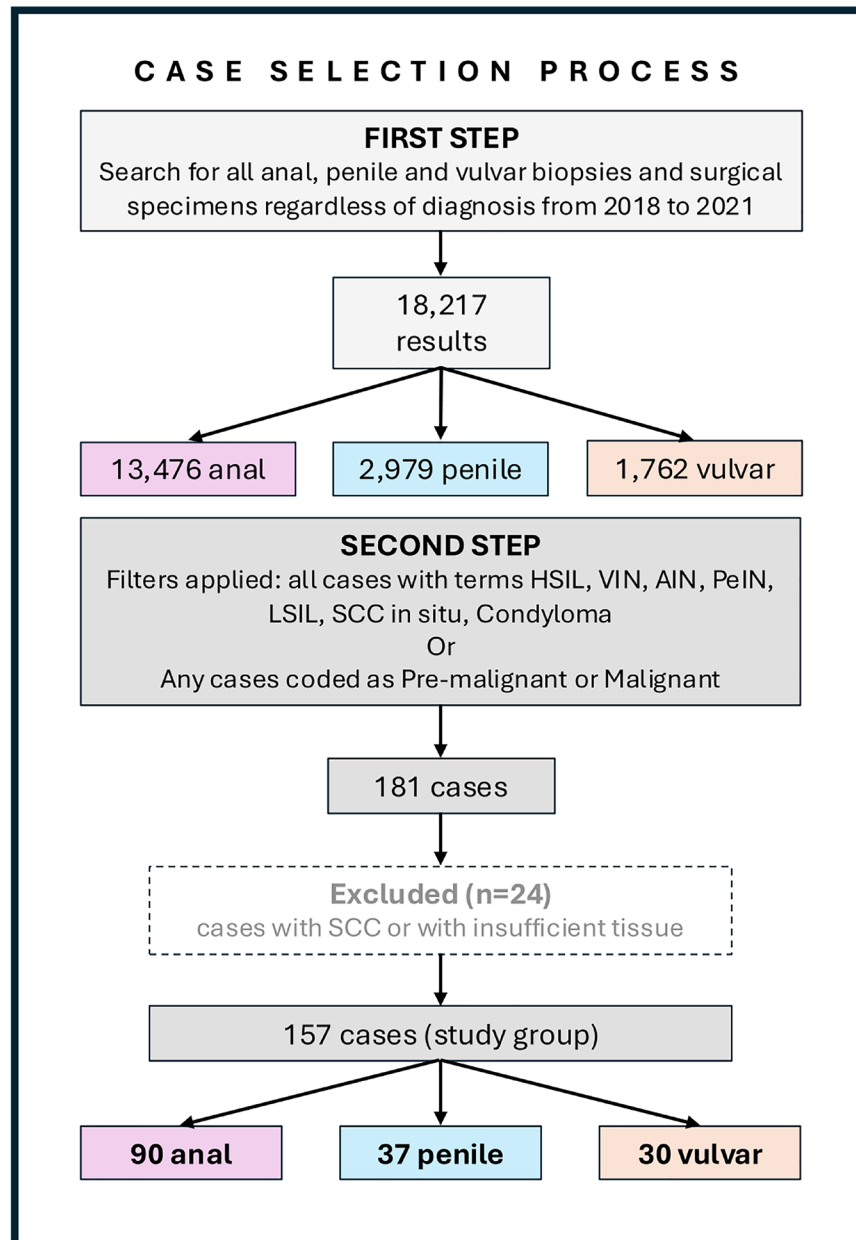 CASE SELECTION PROCESS
FIRST STEP
Search for all anal, penile and vulvar biopsies and surgical
specimens regardless of diagnosis from 2018 to 2021
18,217
results
13,476 anal
2,979 penile
1,762 vulvar
SECOND STEP
Filters applied: all cases with terms HSIL, VIN, AIN, PeIN,
LSIL, SCC in situ, Condyloma
Or
Any cases coded as Pre-malignant or Malignant
181 cases
Excluded (n=24)
cases with SCC or with insufficient tissue
157 cases (study group)
90 anal
37 penile
30 vulvar